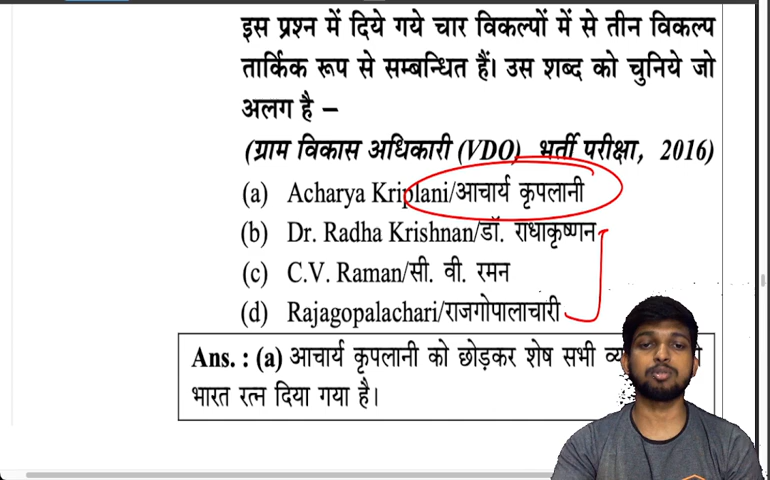 इस प्रश्न में दिये गये चार विकल्पों में से तीन विकल्प
तार्किक रूप से सम्बन्धित हैं। उस शब्द को चुनिये जो
अलग है –
(ग्राम विकास अधिकारी (VDO) भर्ती परीक्षा, 2016)
(a) Acharya Kriplani/आचार्य कृपलानी
(b) Dr. Radha Krishnan/डॉ. राधाकृष्णन
(c) C.V. Raman/सी. वी. रमन
(d) Rajagopalachari/राजगोपालाचारी
Ans. : (a) आचार्य कृपलानी को छोड़कर शेष सभी
भारत रत्न दिया गया है।